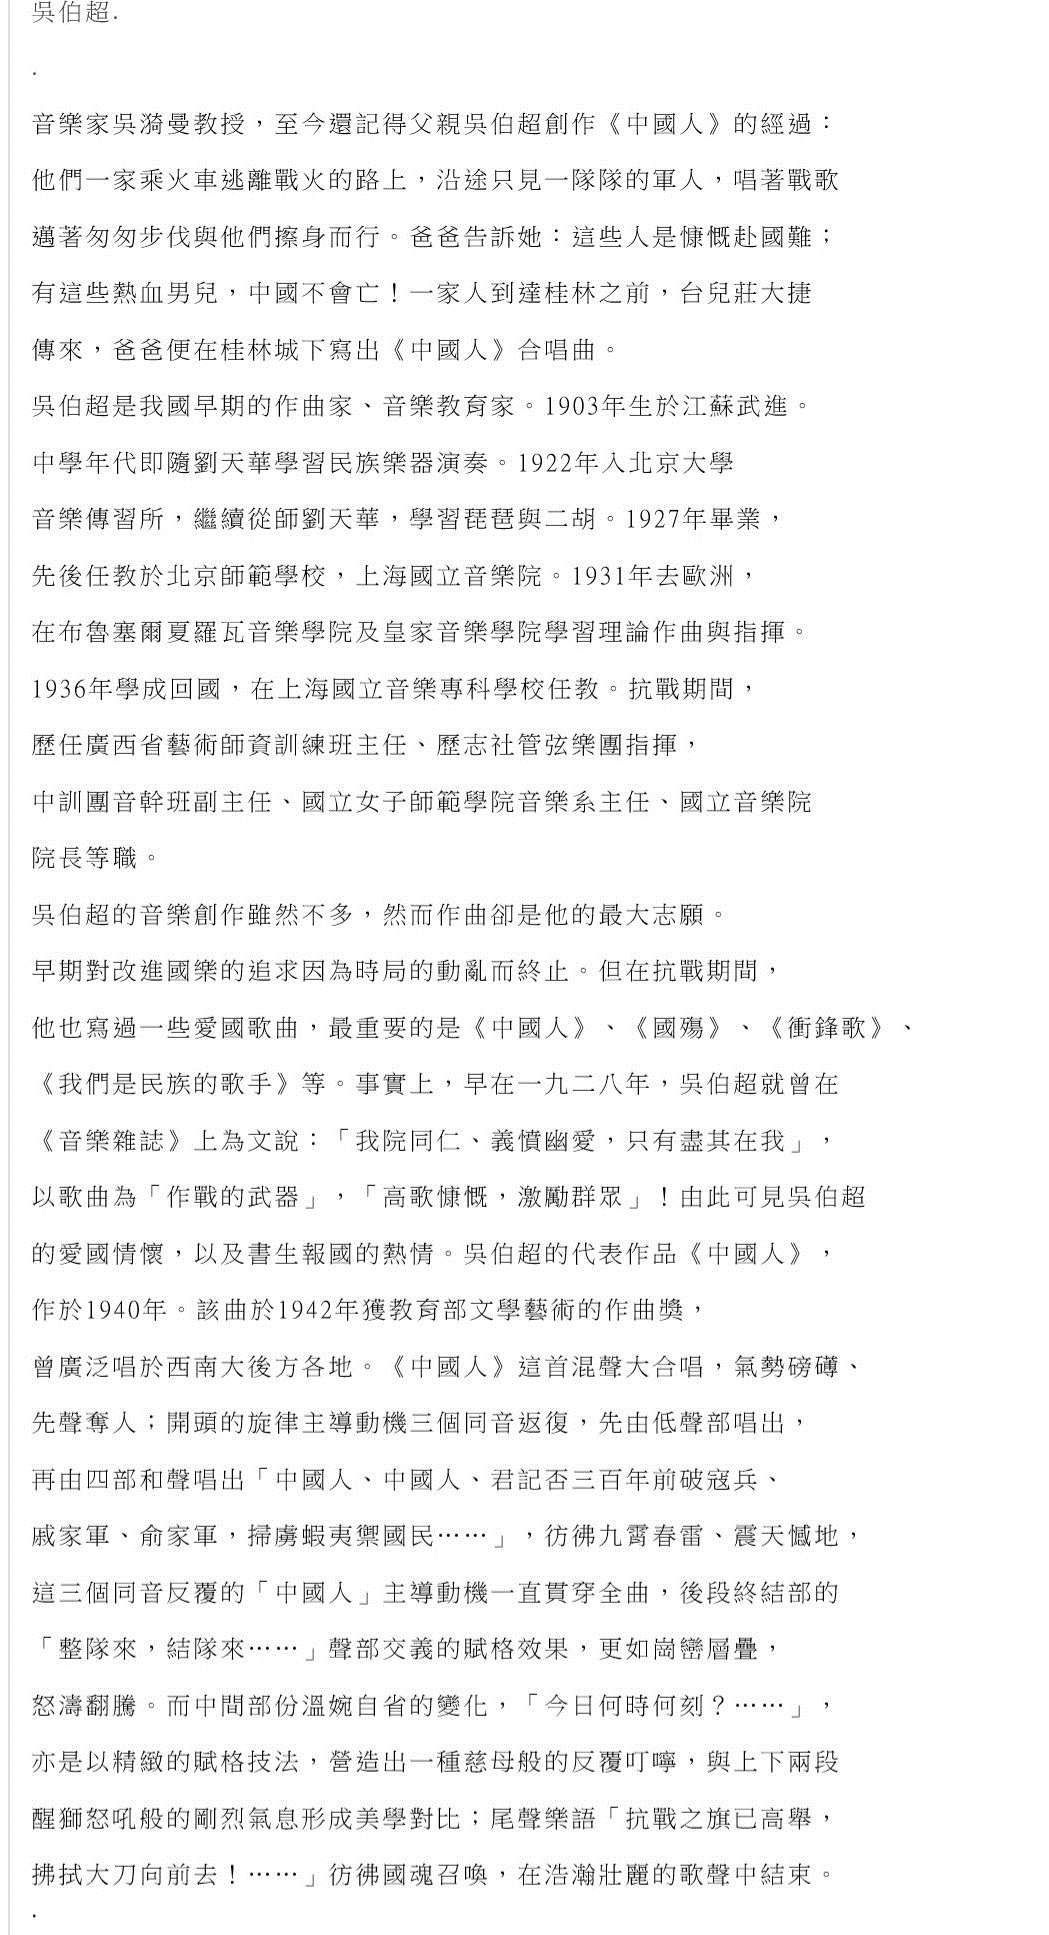 吳伯超.
.
音樂家吳漪曼教授，至今還記得父親吳伯超創作《中國人》的經過：
他們一家乘火車逃離戰火的路上，沿途只見一隊隊的軍人，唱著戰歌
邁著匆匆步伐與他們擦身而行。爸爸告訴她：這些人是慷慨赴國難；
有這些熱血男兒，中國不會亡！一家人到達桂林之前，台兒莊大捷
傳來，爸爸便在桂林城下寫出《中國人》合唱曲。
吳伯超是我國早期的作曲家、音樂教育家。1903年生於江蘇武進。
中學年代即隨劉天華學習民族樂器演奏。1922年入北京大學
音樂傳習所，繼續從師劉天華，學習琵琶與二胡。1927年畢業，
先後任教於北京師範學校，上海國立音樂院。1931年去歐洲，
在布魯塞爾夏羅瓦音樂學院及皇家音樂學院學習理論作曲與指揮。
1936年學成回國，在上海國立音樂專科學校任教。抗戰期間，
歷任廣西省藝術師資訓練班主任、歷志社管弦樂團指揮，
中訓團音幹班副主任、國立女子師範學院音樂系主任、國立音樂院
院長等職。
吳伯超的音樂創作雖然不多，然而作曲卻是他的最大志願。
早期對改進國樂的追求因為時局的動亂而終止。但在抗戰期間，
他也寫過一些愛國歌曲，最重要的是《中國人》、《國殤》、《衝鋒歌》、
《我們是民族的歌手》等。事實上，早在一九二八年，吳伯超就曾在
《音樂雜誌》上為文說：「我院同仁、義憤幽愛，只有盡其在我」，
以歌曲為「作戰的武器」，「高歌慷慨，激勵群眾」！由此可見吳伯超
的愛國情懷，以及書生報國的熱情。吳伯超的代表作品《中國人》，
作於1940年。該曲於1942年獲教育部文學藝術的作曲獎，
曾廣泛唱於西南大後方各地。《中國人》這首混聲大合唱，氣勢磅礡、
先聲奪人；開頭的旋律主導動機三個同音返復，先由低聲部唱出，
再由四部和聲唱出「中國人、中國人、君記否三百年前破寇兵、
戚家軍、俞家軍，掃虜蝦夷禦國民……」，彷彿九霄春雷、震天憾地，
這三個同音反覆的「中國人」主導動機一直貫穿全曲，後段終結部的
「整隊來，結隊來……」聲部交義的賦格效果，更如崗巒層疊，
怒濤翻騰。而中間部份溫婉自省的變化，「今日何時何刻？……」，
亦是以精緻的賦格技法，營造出一種慈母般的反覆叮嚀，與上下兩段
醒獅怒吼般的剛烈氣息形成美學對比；尾聲樂語「抗戰之旗已高舉，
拂拭大刀向前去！……」彷彿國魂召喚，在浩瀚壯麗的歌聲中結束。
.